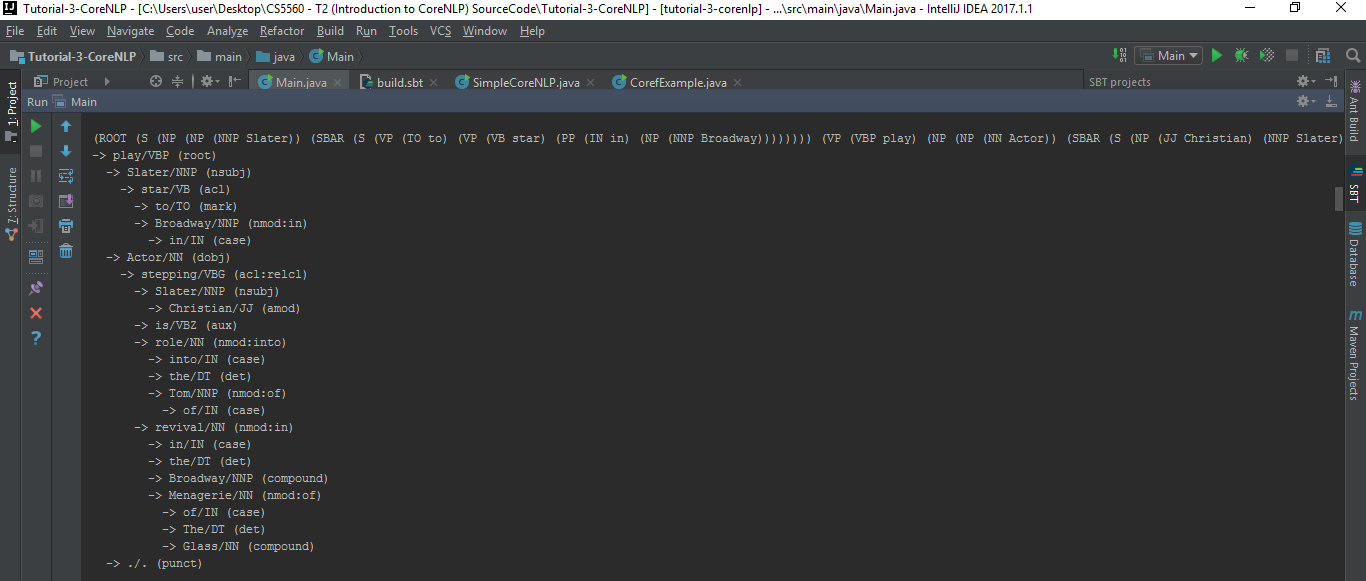 Tutorial-3-CoreNLP - [C:\Users\user\Desktop\CS5560 - T2 (Introduction to CoreNLP) SourceCode\Tutorial-3-CoreNLP] - [tutorial-3-corenlp] - ...\src\main\java\Main.java - IntelliJ IDEA 2017.1.1
File Edit View Navigate Code Analyze Refactor Build Run Tools VCS Window Help
Tutorial-3-CoreNLP src main java Main Main
Project Main.java build.sbt SimpleCoreNLP.java CorefExample.java SBT projects
Run Main
1: Project
7: Structure
(ROOT (S (NP (NP (NNP Slater)) (SBAR (S (VP (TO to) (VP (VB star) (PP (IN in) (NP (NNP Broadway)))))))) (VP (VBP play) (NP (NP (NN Actor)) (SBAR (S (NP (JJ Christian) (NNP Slater)
-> play/VBP (root)
-> Slater/NNP (nsubj)
-> star/VB (acl)
-> to/TO (mark)
-> Broadway/NNP (nmod:in)
-> in/IN (case)
-> Actor/NN (dobj)
-> stepping/VBG (acl:relcl)
-> Slater/NNP (nsubj)
-> Christian/JJ (amod)
-> is/VBZ (aux)
-> role/NN (nmod:into)
-> into/IN (case)
-> the/DT (det)
-> Tom/NNP (nmod:of)
-> of/IN (case)
-> revival/NN (nmod:in)
-> in/IN (case)
-> the/DT (det)
-> Broadway/NNP (compound)
-> Menagerie/NN (nmod:of)
-> of/IN (case)
-> The/DT (det)
-> Glass/NN (compound)
-> ./. (punct)
Ant Build
SBT
Database
Maven Projects